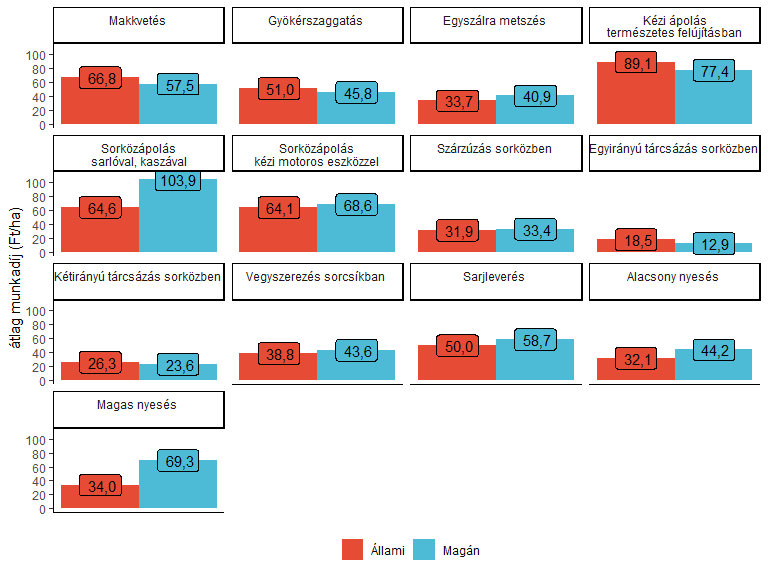 Makkvetés
Gyökérszaggatás
Egyszálra metszés
Kézi ápolás
természetes felújításban
100
80
60
40
20
0
66,8
57,5
51,0
45,8
33,7
40,9
89,1
77,4
Sorközápolás
sarlóval, kaszával
Sorközápolás
kézi motoros eszközzel
Szárzúzás sorközben
Egyirányú tárcsázás sorközben
100
80
60
40
20
0
64,6
103,9
64,1
68,6
31,9
33,4
18,5
12,9
Kétirányú tárcsázás sorközben
Vegyszerezés sorcsíkban
Sarjleverés
Alacsony nyesés
100
80
60
40
20
0
26,3
23,6
38,8
43,6
50,0
58,7
32,1
44,2
Magas nyesés
100
80
60
40
20
0
34,0
69,3
átlag munkadíj (Ft/ha)
Állami
Magán